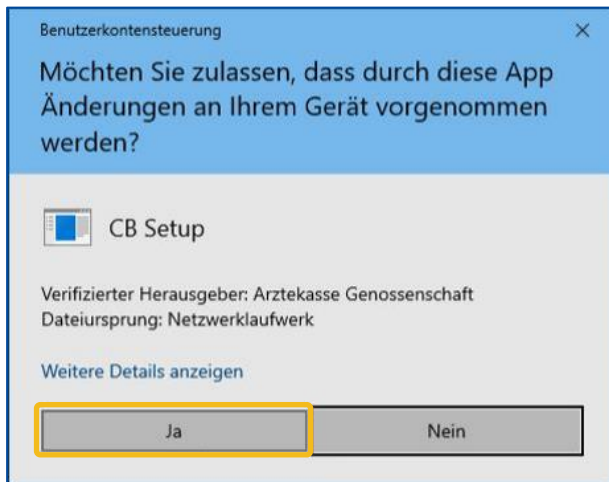 Benutzerkontensteuerung
Möchten Sie zulassen, dass durch diese App
Änderungen an Ihrem Gerät vorgenommen
werden?
CB Setup
Verifizierter Herausgeber: Arztekasse Genossenschaft
Dateiursprung: Netzwerklaufwerk
Weitere Details anzeigen
Ja
Nein